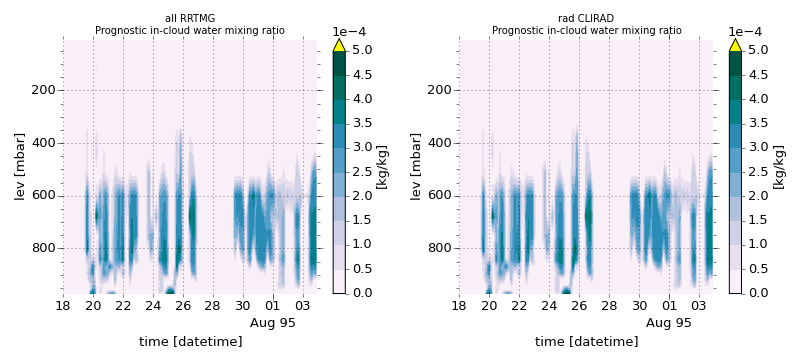 all RRTMG
Prognostic in-cloud water mixing ratio
1e−4
5.0
4.5
4.0
3.5
3.0
2.5
2.0
1.5
1.0
0.5
0.0
[kg/kg]
200
400
600
800
lev [mbar]
18 20 22 24 26 28 30 01 03
Aug 95
time [datetime]
rad CLIRAD
Prognostic in-cloud water mixing ratio
1e−4
5.0
4.5
4.0
3.5
3.0
2.5
2.0
1.5
1.0
0.5
0.0
[kg/kg]
200
400
600
800
lev [mbar]
18 20 22 24 26 28 30 01 03
Aug 95
time [datetime]